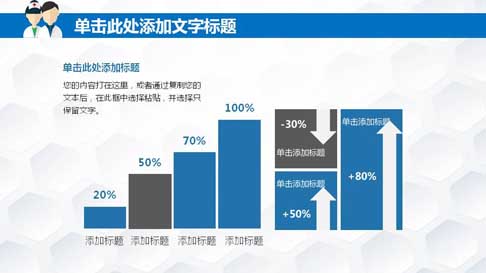 单击此处添加文字标题
单击此处添加标题
您的内容打在这里，或者通过复制您的
文本后，在此框中选择粘贴，并选择只
保留文字。
20%
50%
70%
100%
添加标题
添加标题
添加标题
添加标题
-30%
单击添加标题
单击添加标题
+50%
单击添加标题
+80%